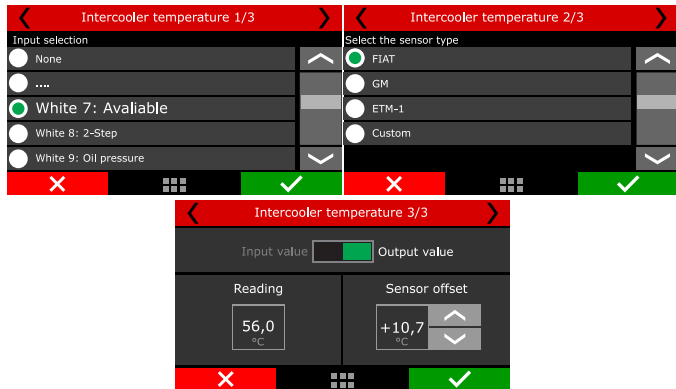 Intercooler temperature 1/3
Input selection
None
....
White 7: Avaliable
White 8: 2-Step
White 9: Oil pressure
Intercooler temperature 2/3
Select the sensor type
FIAT
GM
ETM-1
Custom
Intercooler temperature 3/3
Input value Output value
Reading
56,0
°C
Sensor offset
+10,7
°C